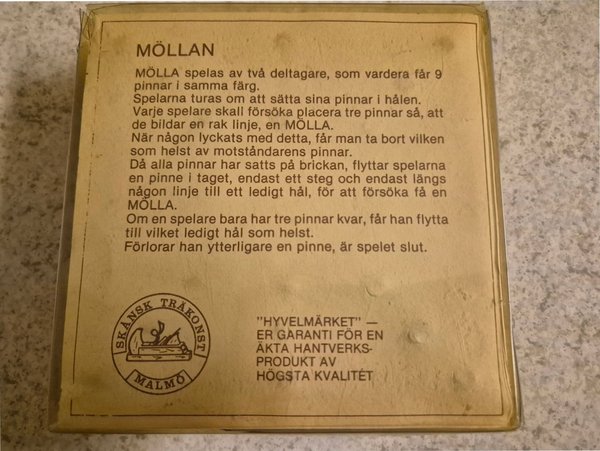 MÖLLAN
MÖLLA spelas av två deltagare, som vardera får 9
pinnar i samma färg.
Spelarna turas om att sätta sina pinnar i hålen.
Varje spelare skall försöka placera tre pinnar så, att
de bildar en rak linje, en MÖLLA.
När någon lyckats med detta, får man ta bort vilken
som helst av motståndarens pinnar.
Då alla pinnar har satts på brickan, flyttar spelarna
en pinne i taget, endast ett steg och endast längs
någon linje till ett ledigt hål, för att försöka få en
MÖLLA.
Om en spelare bara har tre pinnar kvar, får han flytta
till vilket ledigt hål som helst.
Förlorar han ytterligare en pinne, är spelet slut.
SKÅNSK TRÄKONST
MALMÖ
"HYVELMÄRKET" —
ER GARANTI FÖR EN
ÄKTA HANTVERKS-
PRODUKT AV
HÖGSTA KVALITÉT